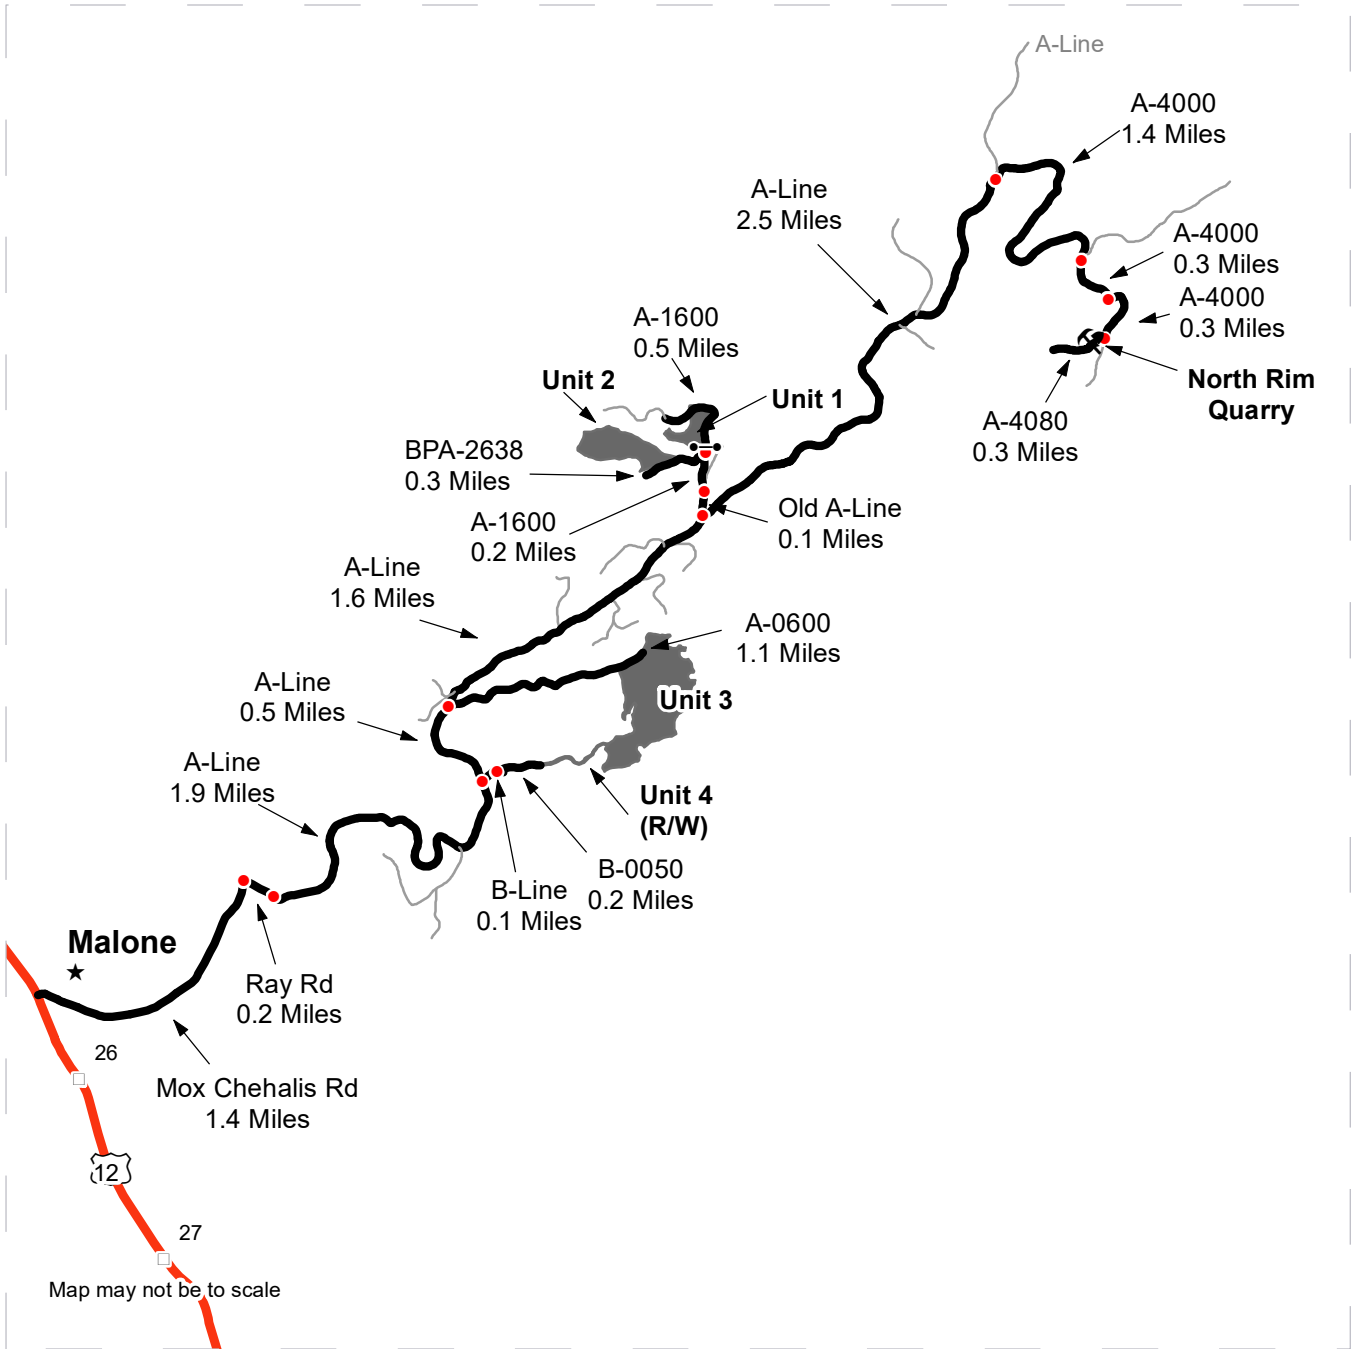 A-Line
A-4000
1.4 Miles
A-Line
2.5 Miles
A-4000
0.3 Miles
A-4000
0.3 Miles
A-1600
0.5 Miles
Unit 2
Unit 1
North Rim
Quarry
A-4080
0.3 Miles
BPA-2638
0.3 Miles
A-1600
0.2 Miles
Old A-Line
0.1 Miles
A-Line
1.6 Miles
A-0600
1.1 Miles
A-Line
0.5 Miles
Unit 3
A-Line
1.9 Miles
Unit 4
(R/W)
B-0050
0.2 Miles
B-Line
0.1 Miles
Malone
Ray Rd
0.2 Miles
26
Mox Chehalis Rd
1.4 Miles
12
27
Map may not be to scale